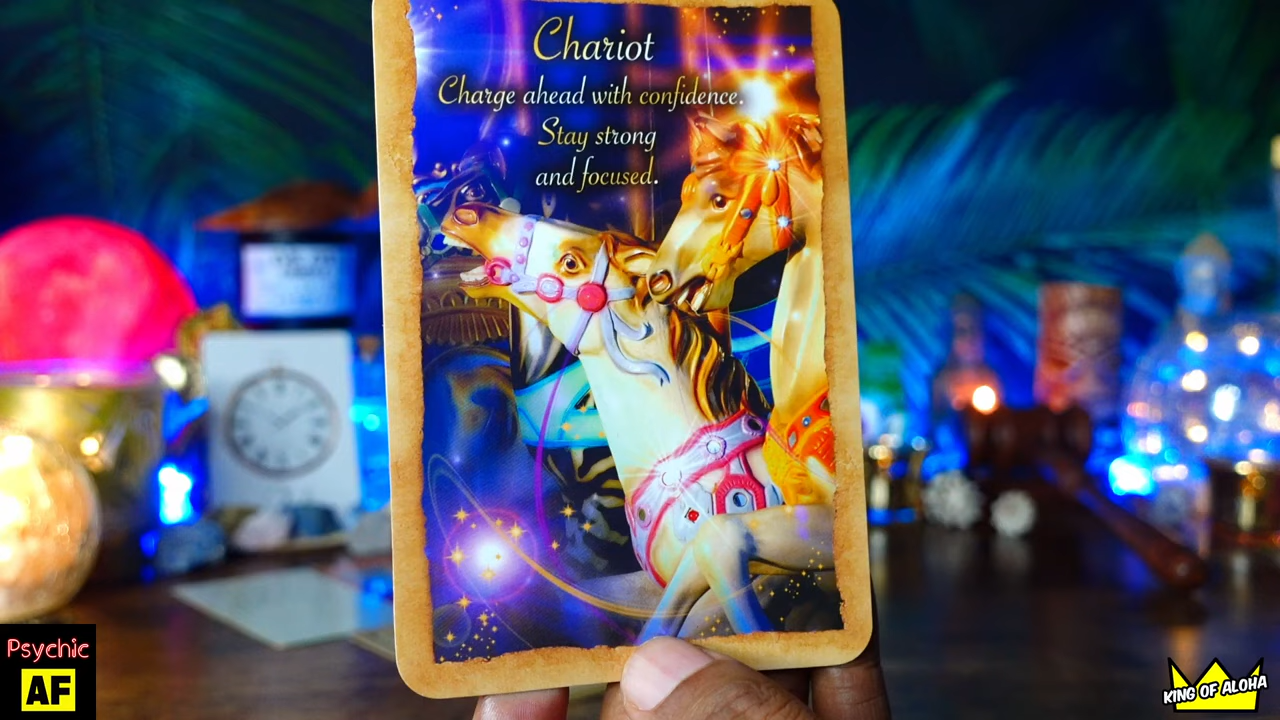 Chariot
Charge ahead with confidence.
Stay strong
and focused.
Psychic
AF
KING OF ALOHA